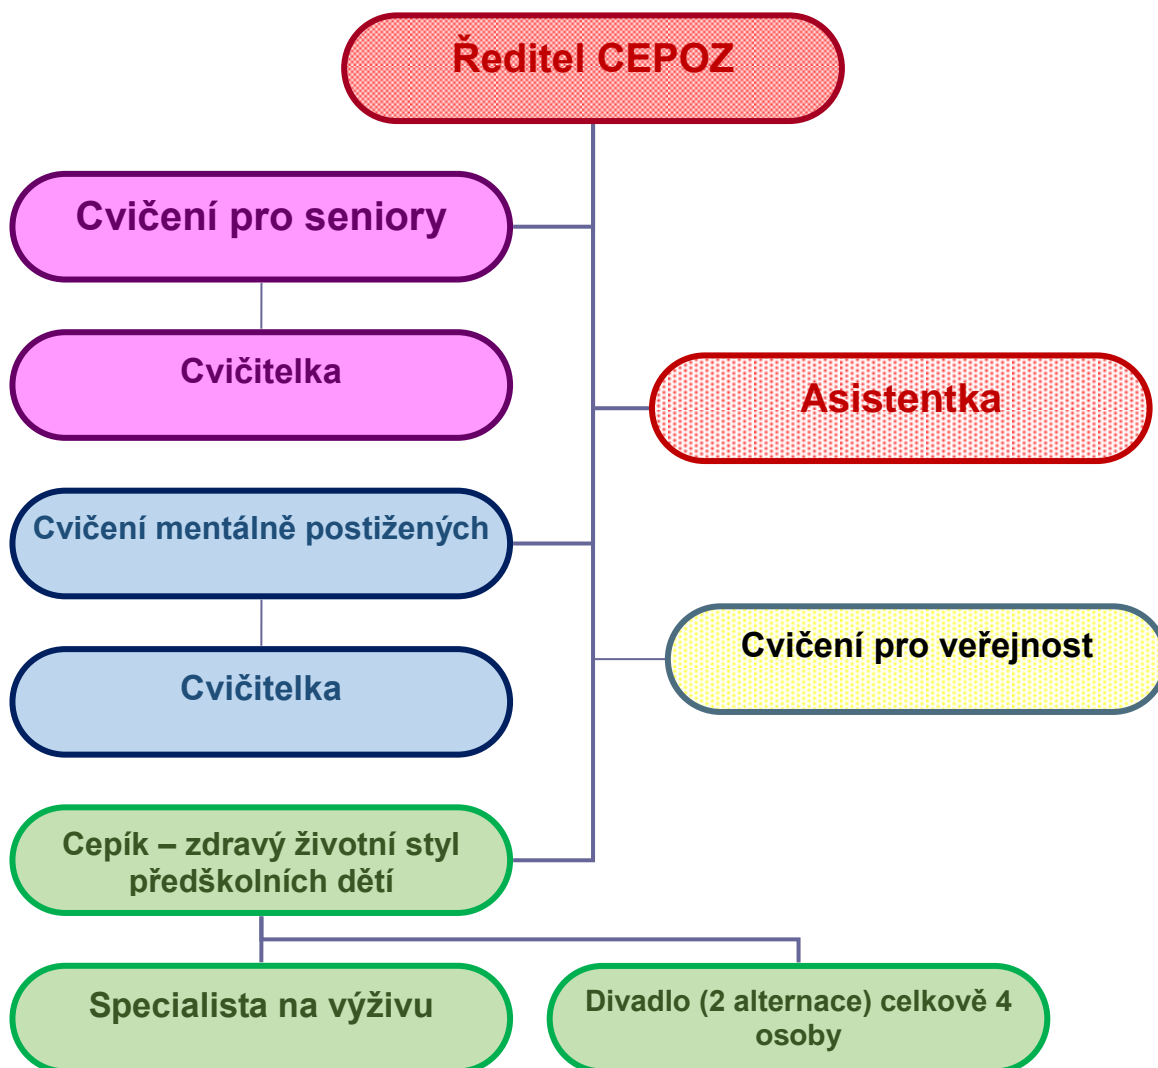 Ředitel CEPOZ
Cvičení pro seniory
Cvičitelka
Asistentka
Cvičení mentálně postižených
Cvičení pro veřejnost
Cvičitelka
Cepík – zdravý životní styl
předškolních dětí
Specialista na výživu
Divadlo (2 alternace) celkově 4
osoby